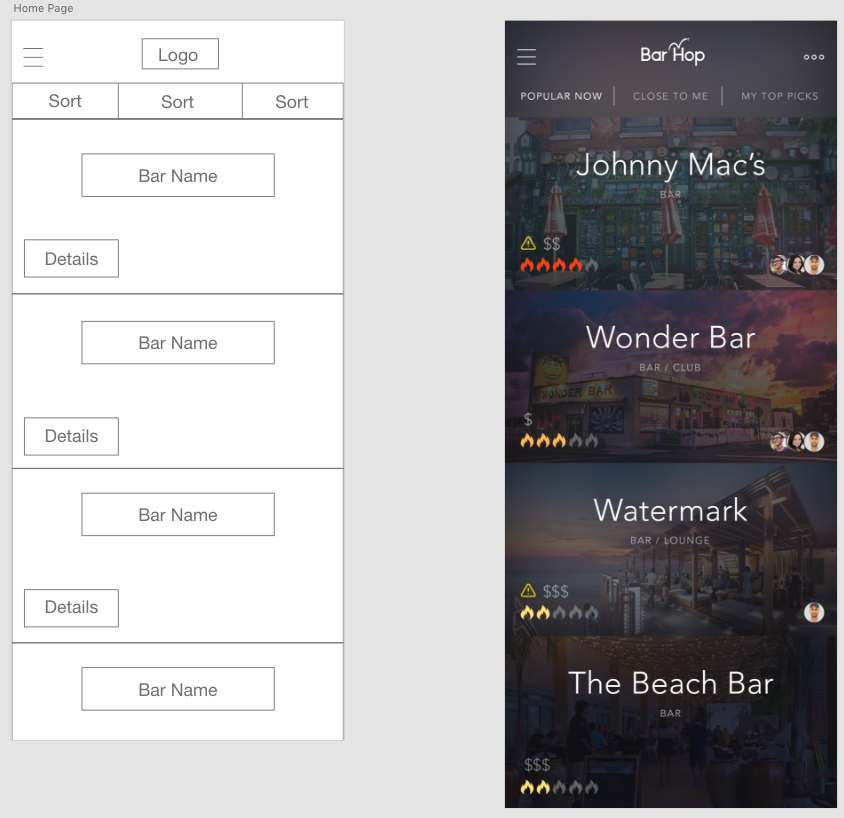 Home Page
Logo
Sort Sort Sort
Bar Name
Details
Bar Name
Details
Bar Name
Details
Bar Name
Bar Hop
POPULAR NOW CLOSE TO ME MY TOP PICKS
Johnny Mac's
BAR
$$
Wonder Bar
BAR / CLUB
WONDER BAR
$
Watermark
BAR / LOUNGE
$$$
The Beach Bar
BAR
$$$